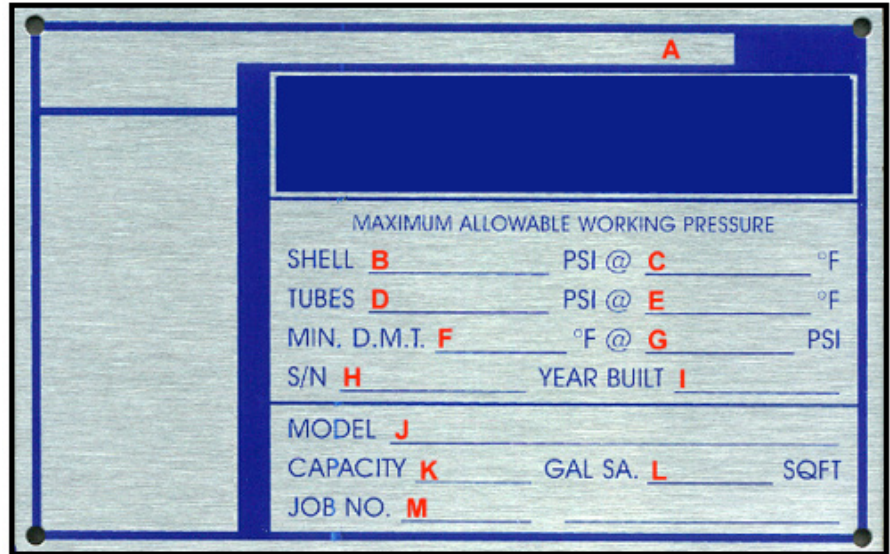 A
MAXIMUM ALLOWABLE WORKING PRESSURE
SHELL B PSI @ C °F
TUBES D PSI @ E °F
MIN. D.M.T. F °F @ G PSI
S/N H YEAR BUILT I
MODEL J
CAPACITY K GAL SA. L SQFT
JOB NO. M